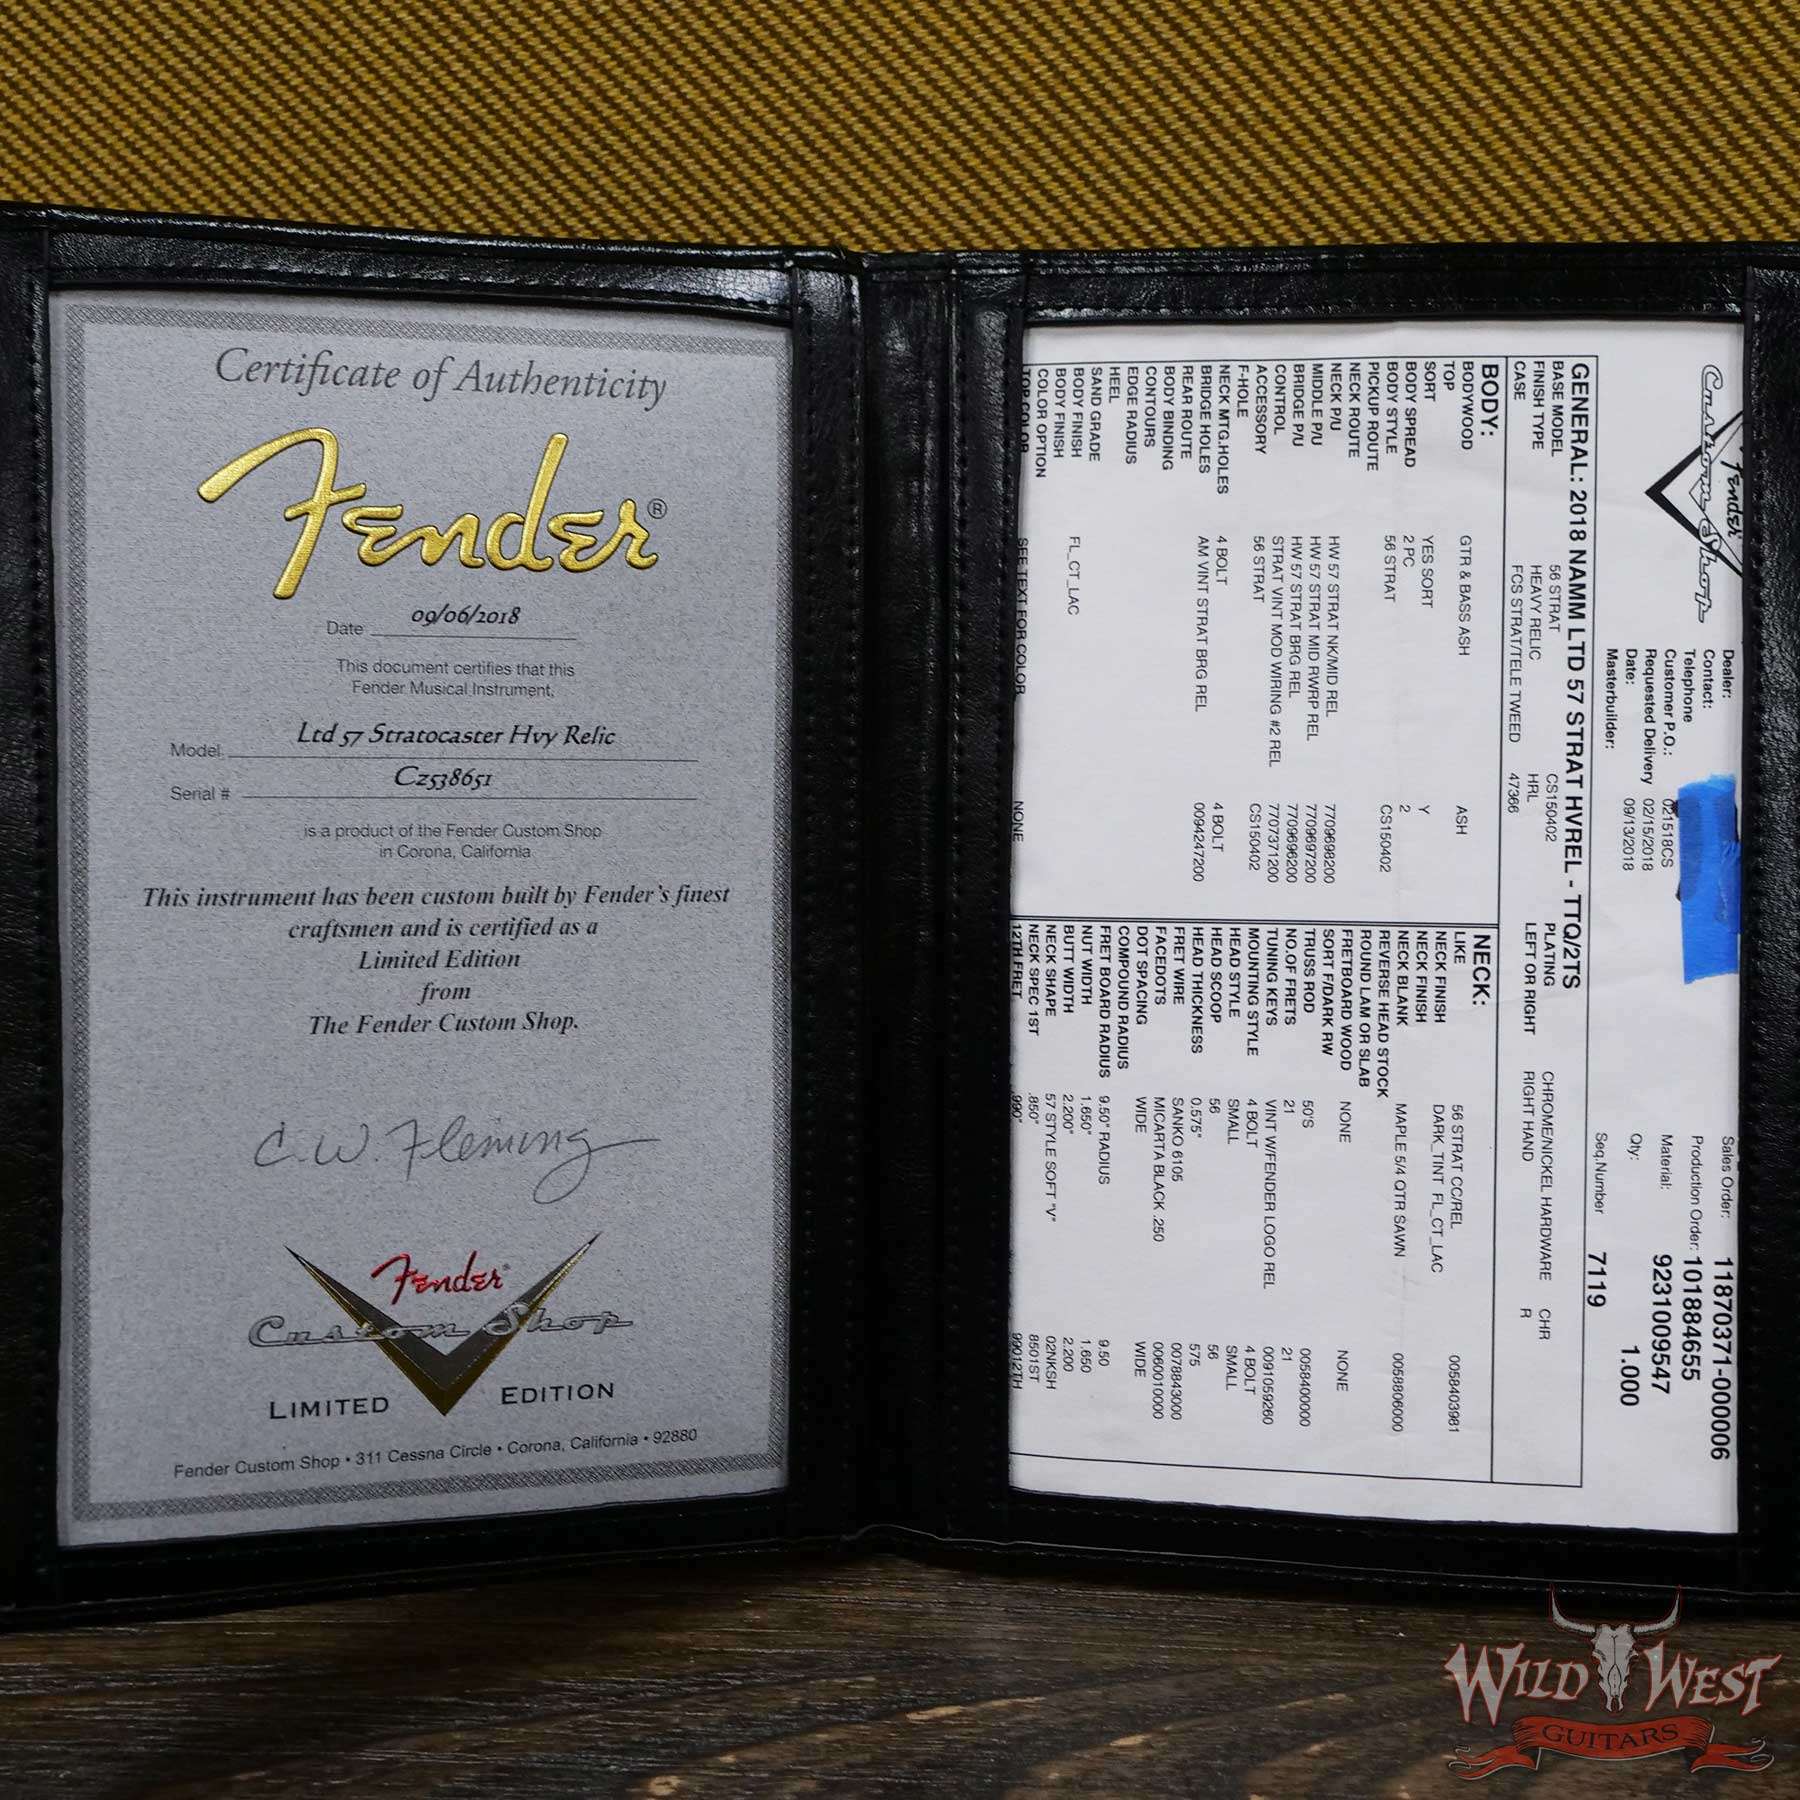 Certificate of Authenticity
Fender®
Date 09/06/2018
This document certifies that this
Fender Musical Instrument,
Model Ltd 57 Stratocaster Hvy Relic
Serial # CZ538651
is a product of the Fender Custom Shop
in Corona, California
This instrument has been custom built by Fender's finest
craftsmen and is certified as a
Limited Edition
from
The Fender Custom Shop.
C.W. Fleming
Fender®
Custom Shop
LIMITED EDITION
Fender Custom Shop • 311 Cessna Circle • Corona, California • 92880
Fender
Custom Shop
Dealer:
Contact:
Telephone
Customer P.O.: 021518CS
Requested Delivery 02/15/2018
Date: 09/13/2018
Masterbuilder:
Sales Order: 11870371-000006
Production Order: 101884655
Material: 9231009547
Qty: 1.000
Seq.Number 7119
GENERAL: 2018 NAMM LTD 57 STRAT HVREL - TTQ/2TS
BASE MODEL 56 STRAT CS150402 PLATING CHROME/NICKEL HARDWARE CHR
FINISH TYPE HEAVY RELIC HRL LEFT OR RIGHT RIGHT HAND R
CASE FCS STRAT/TELE TWEED 47366
BODY:
BODYWOOD GTR & BASS ASH ASH
TOP
SORT YES SORT Y
BODY SPREAD 2 PC 2
BODY STYLE 56 STRAT CS150402
PICKUP ROUTE
NECK ROUTE
NECK P/U HW 57 STRAT NK/MID REL 7709698200
MIDDLE P/U HW 57 STRAT MID RWRP REL 7709697200
BRIDGE P/U HW 57 STRAT BRG REL 7709696200
CONTROL STRAT VINT MOD WIRING #2 REL 7707371200
ACCESSORY 56 STRAT CS150402
F-HOLE
NECK MTG.HOLES 4 BOLT 4 BOLT
BRIDGE HOLES AM VINT STRAT BRG REL 0094247200
REAR ROUTE
BODY BINDING
CONTOURS
EDGE RADIUS
HEEL
SAND GRADE
BODY FINISH FL_CT_LAC
BODY FINISH
COLOR OPTION
TOP COLOR SEE TEXT FOR COLOR NONE
NECK:
LIKE 56 STRAT CC/REL 0058403981
NECK FINISH DARK_TINT FL_CT_LAC
NECK FINISH
NECK BLANK MAPLE 5/4 QTR SAWN 0058806000
REVERSE HEAD STOCK
ROUND LAM OR SLAB
FRETBOARD WOOD NONE NONE
SORT F/DARK RW
TRUSS ROD 50'S 0058400000
NO.OF FRETS 21 21
TUNING KEYS VINT W/FENDER LOGO REL 0091059260
MOUNTING STYLE 4 BOLT 4 BOLT
HEAD STYLE SMALL SMALL
HEAD SCOOP 56 56
HEAD THICKNESS 0.575" 575
FRET WIRE SANKO 6105 0078843000
FACEDOTS MICARTA BLACK .250 0060010000
DOT SPACING WIDE WIDE
COMPOUND RADIUS
FRET BOARD RADIUS 9.50" RADIUS 9.50
NUT WIDTH 1.650" 1.650
BUTT WIDTH 2.200" 2.200
NECK SHAPE 57 STYLE SOFT "V" 02NKSH
NECK SPEC 1ST .850" 8501ST
12TH FRET .990" 99012TH
WILD WEST
GUITARS